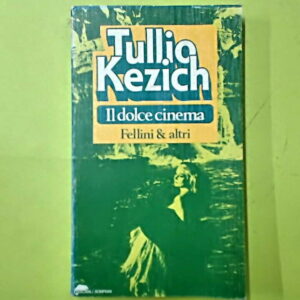 Tullio
Kezich
Il dolce cinema
Fellini & altri